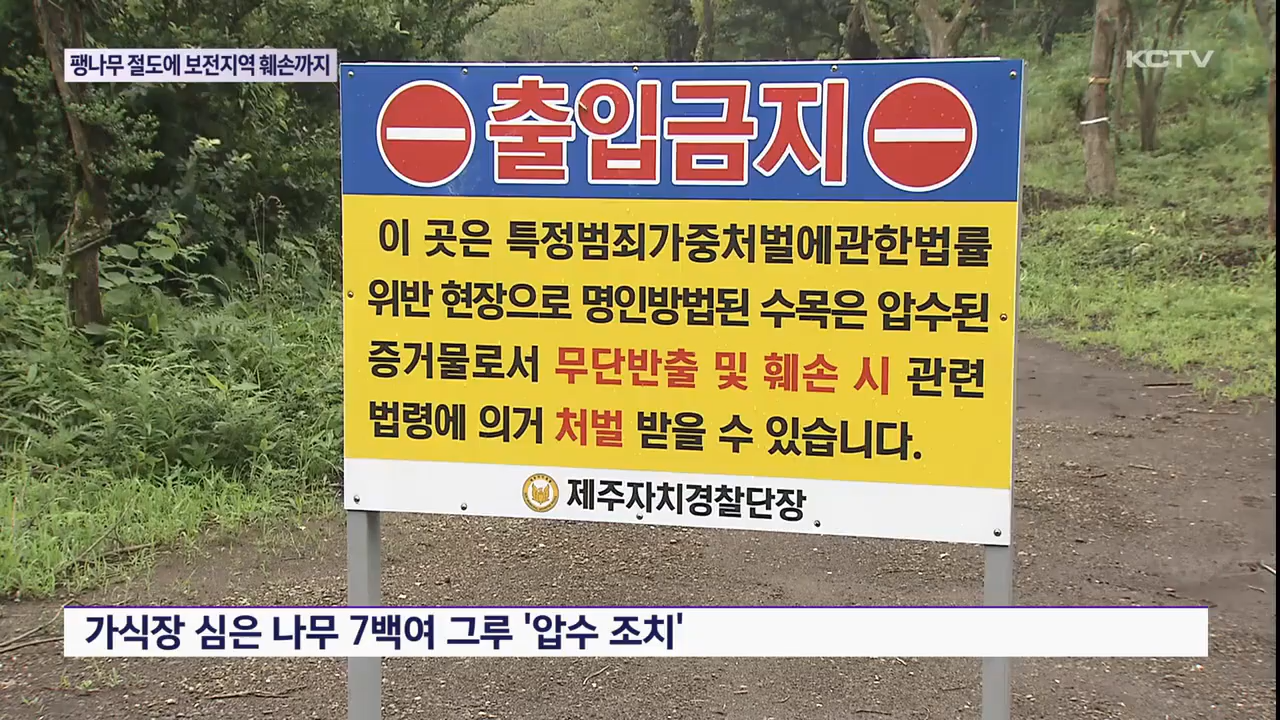 팽나무 절도에 보전지역 훼손까지
KCTV
출입금지
이 곳은 특정범죄가중처벌에관한법률
위반 현장으로 명인방법된 수목은 압수된
증거물로서 무단반출 및 훼손 시 관련
법령에 의거 처벌 받을 수 있습니다.
제주자치경찰단장
가식장 심은 나무 7백여 그루 '압수 조치'